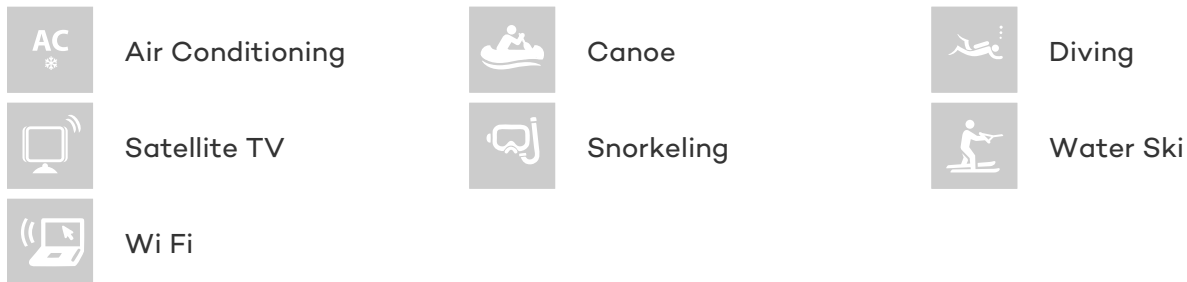 AC
Air Conditioning
Canoe
Diving
Satellite TV
Snorkeling
Water Ski
Wi Fi